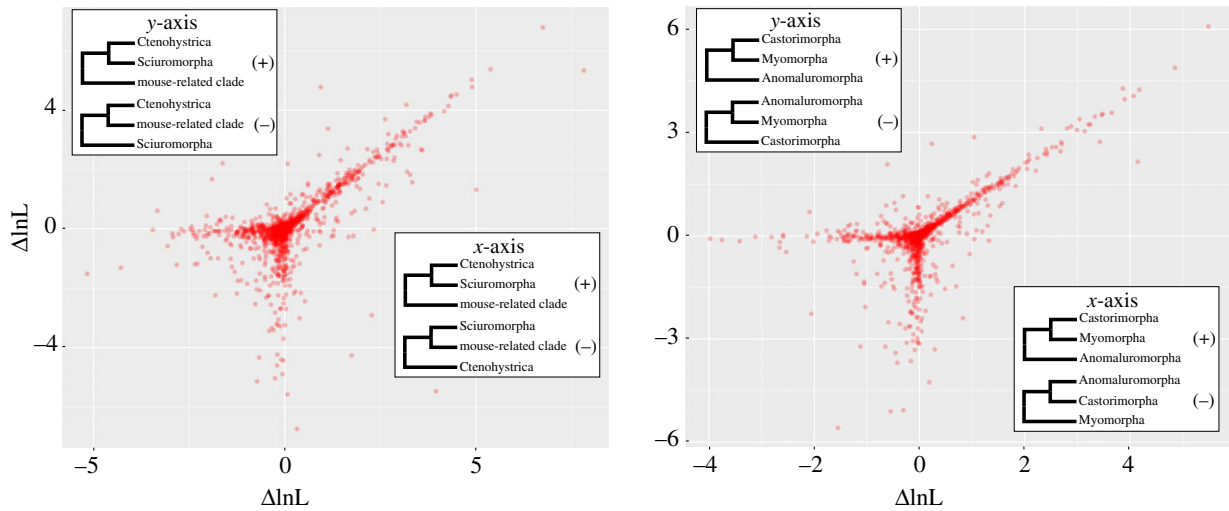 y-axis
Ctenohystrica
Sciuromorpha
(+)
mouse-related clade
Ctenohystrica
mouse-related clade
(–)
Sciuromorpha
4
0
–4
ΔlnL
x-axis
Ctenohystrica
Sciuromorpha
(+)
mouse-related clade
Sciuromorpha
mouse-related clade
(–)
Ctenohystrica
–5
0
5
ΔlnL
y-axis
Castorimorpha
Myomorpha
(+)
Anomaluromorpha
Anomaluromorpha
Myomorpha
(–)
Castorimorpha
6
3
0
–3
–6
x-axis
Castorimorpha
Myomorpha
(+)
Anomaluromorpha
Anomaluromorpha
Castorimorpha
(–)
Myomorpha
–4
–2
0
2
4
ΔlnL